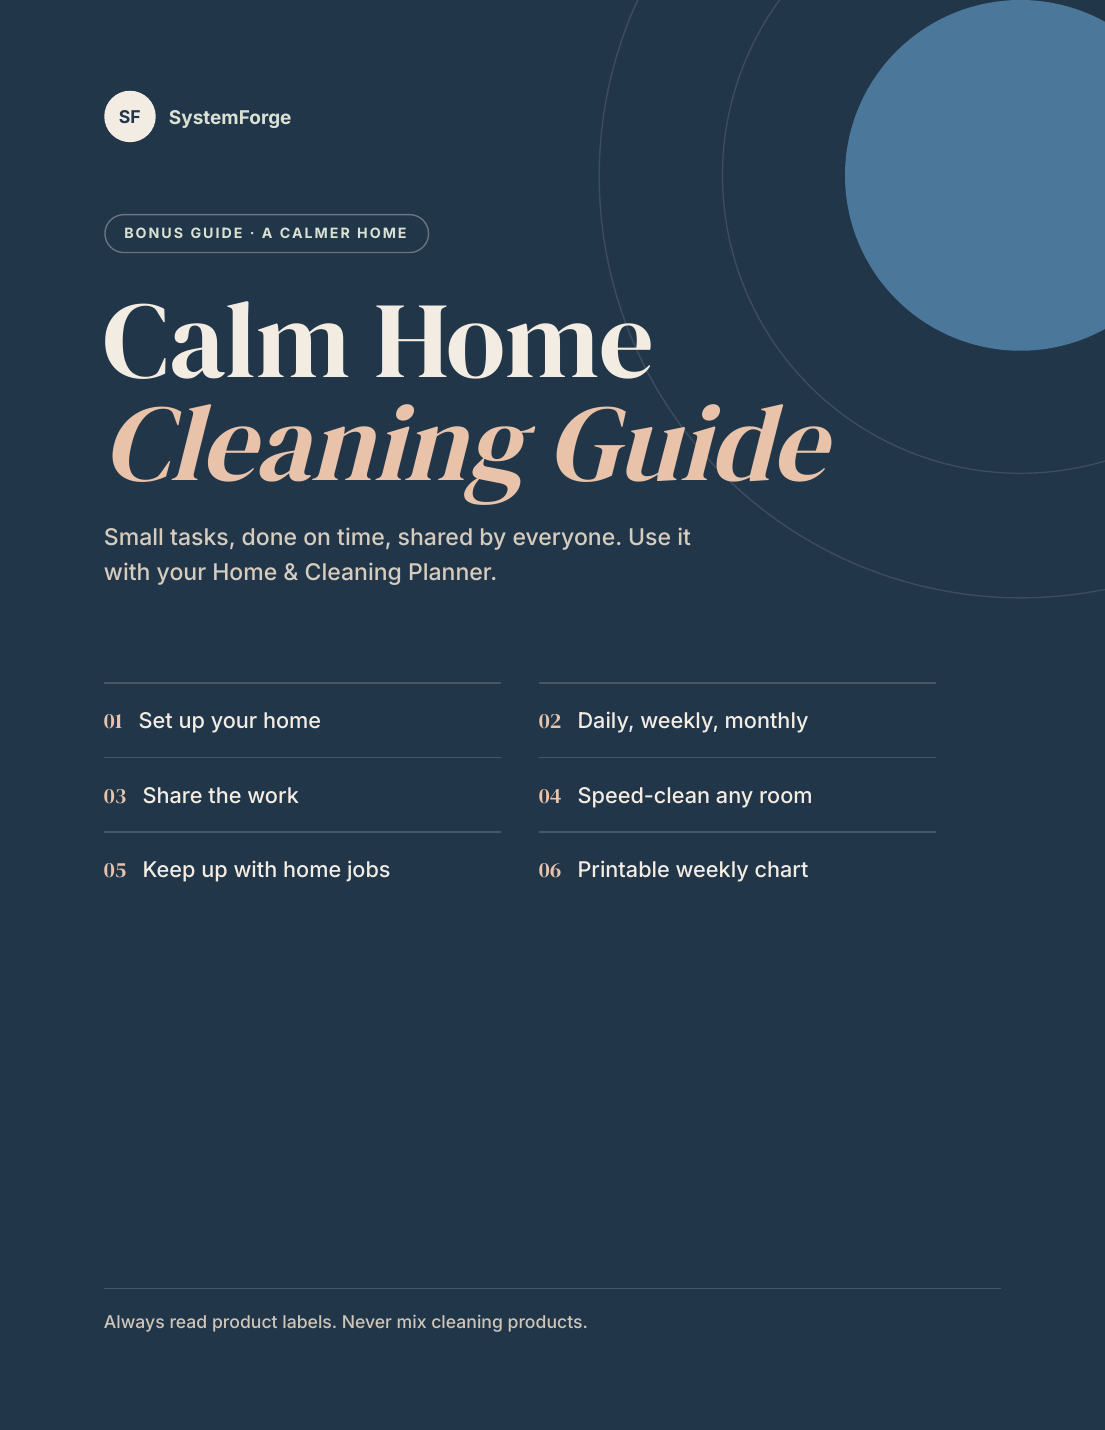 SF SystemForge
BONUS GUIDE · A CALMER HOME
Calm Home
Cleaning Guide
Small tasks, done on time, shared by everyone. Use it
with your Home & Cleaning Planner.
01 Set up your home
02 Daily, weekly, monthly
03 Share the work
04 Speed-clean any room
05 Keep up with home jobs
06 Printable weekly chart
Always read product labels. Never mix cleaning products.